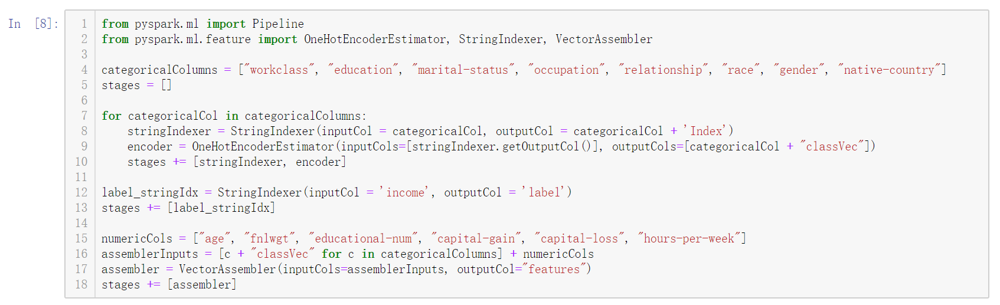 In [8]:
1 from pyspark.ml import Pipeline
2 from pyspark.ml.feature import OneHotEncoderEstimator, StringIndexer, VectorAssembler
3
4 categoricalColumns = ["workclass", "education", "marital-status", "occupation", "relationship", "race", "gender", "native-country"]
5 stages = []
6
7 for categoricalCol in categoricalColumns:
8     stringIndexer = StringIndexer(inputCol = categoricalCol, outputCol = categoricalCol + 'Index')
9     encoder = OneHotEncoderEstimator(inputCols=[stringIndexer.getOutputCol()], outputCols=[categoricalCol + "classVec"])
10     stages += [stringIndexer, encoder]
11
12 label_stringIdx = StringIndexer(inputCol = 'income', outputCol = 'label')
13 stages += [label_stringIdx]
14
15 numericCols = ["age", "fnlwgt", "educational-num", "capital-gain", "capital-loss", "hours-per-week"]
16 assemblerInputs = [c + "classVec" for c in categoricalColumns] + numericCols
17 assembler = VectorAssembler(inputCols=assemblerInputs, outputCol="features")
18 stages += [assembler]